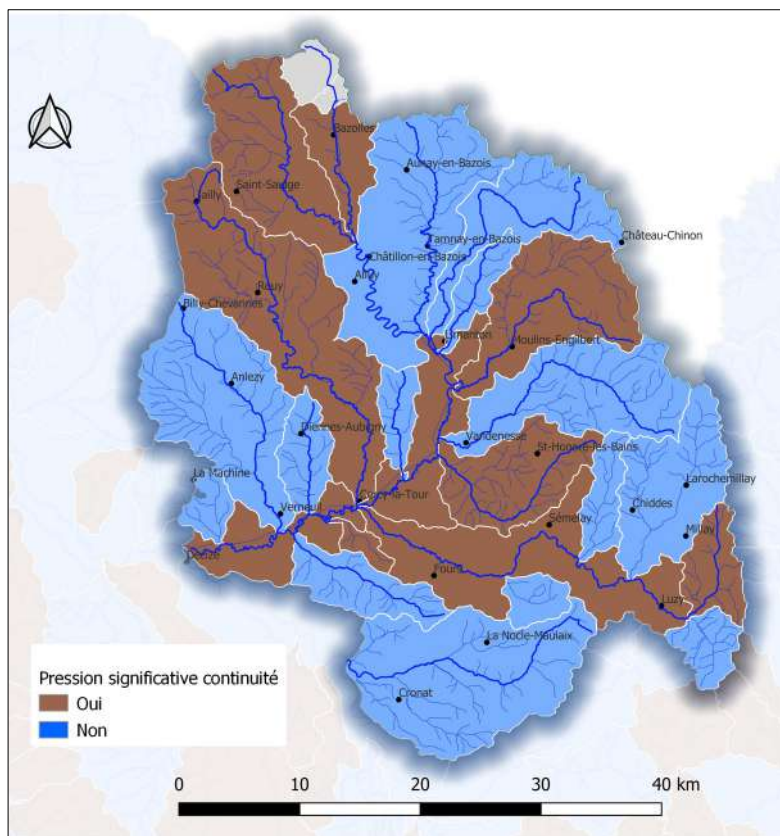 Bazolles
Aunay-en-Bazois
Saint-Saulge
Jailly
Tamnay-en-Bazois
Château-Chinon
Châtillon-en-Bazois
Alluy
Rouy
Billy-Chevannes
Limanton
Moulins-Engilbert
Anlezy
Diennes-Aubigny
Vandenesse
St-Honoré-les-Bains
La Machine
Larochemillay
Cercy-la-Tour
Chiddes
Verneuil
Sémelay
Millay
Decize
Fours
Luzy
La Nocle-Maulaix
Cronat
Pression significative continuité
Oui
Non
0 10 20 30 40 km